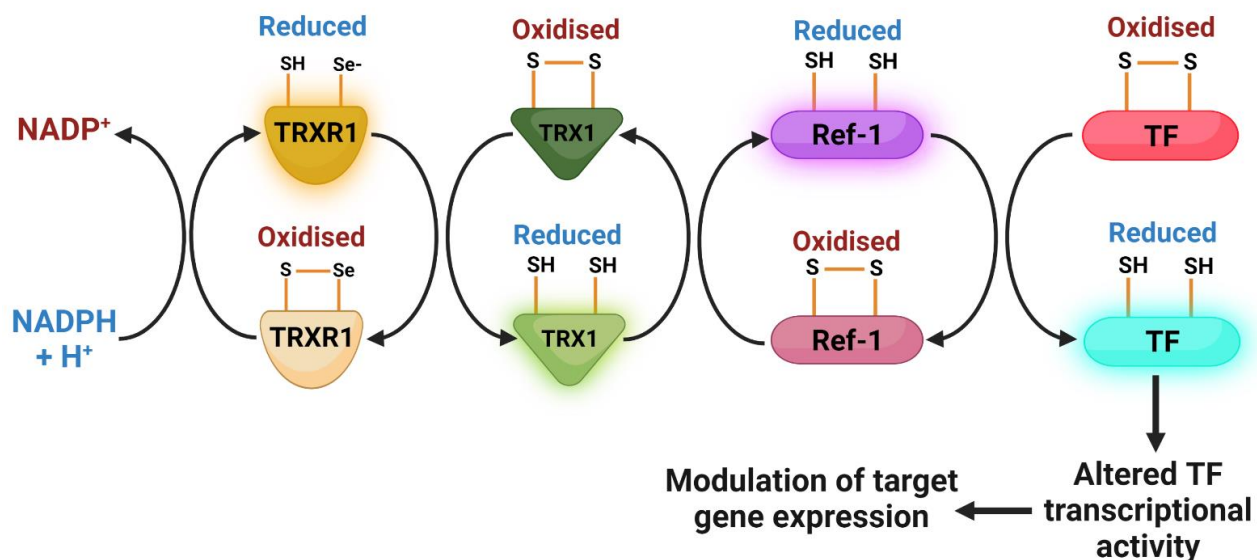 Reduced
Oxidised
Reduced
Oxidised
SH Se-
S S
SH SH
S S
NADP⁺
TRXR1
TRX1
Ref-1
TF
Oxidised
Reduced
Oxidised
Reduced
S Se
SH SH
S S
SH SH
NADPH
+ H⁺
TRXR1
TRX1
Ref-1
TF
Modulation of target
gene expression
Altered TF
transcriptional
activity